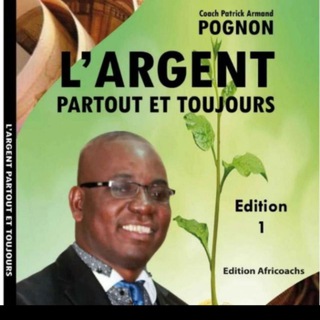 Coach Patrick Armand
POGNON
L'ARGENT
PARTOUT ET TOUJOURS
Edition
1
Edition Africoachs
L'ARGENT PARTOUT ET TOUJOURS